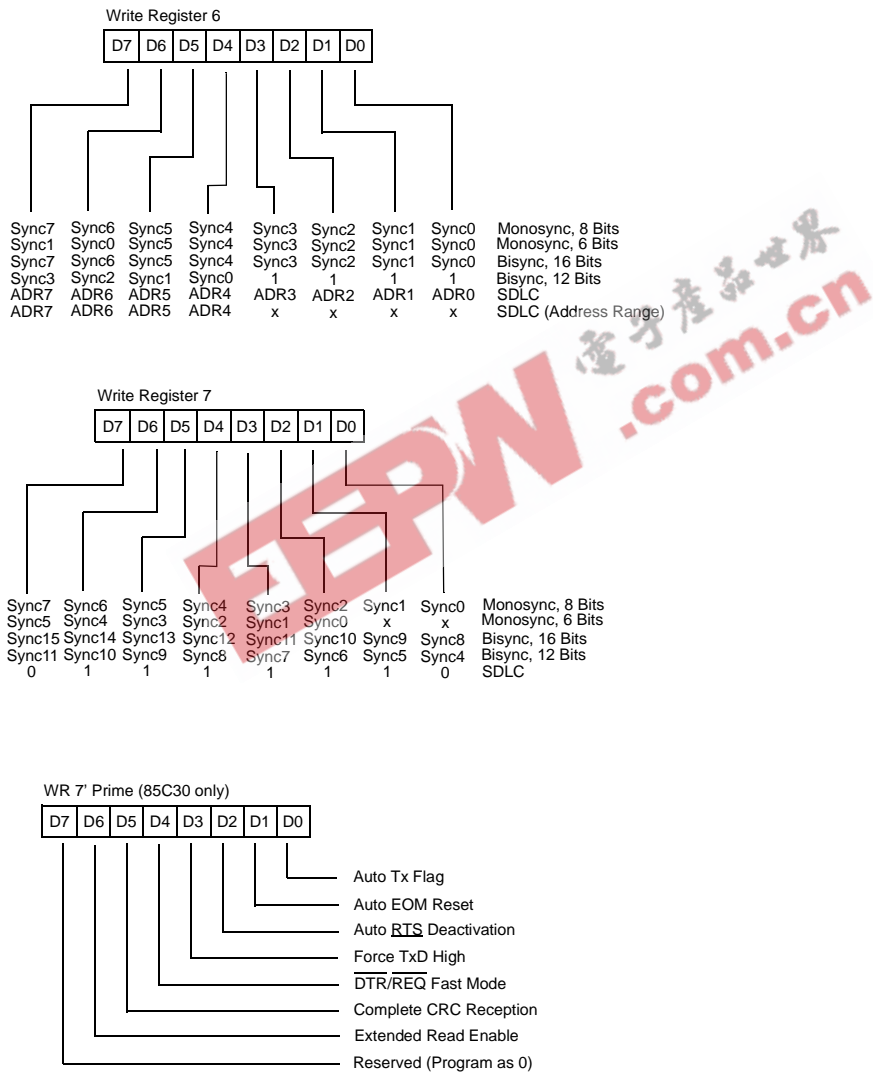 Write Register 6
D7 D6 D5 D4 D3 D2 D1 D0
Sync7 Sync6 Sync5 Sync4 Sync3 Sync2 Sync1 Sync0 Monosync, 8 Bits
Sync1 Sync0 Sync5 Sync4 Sync3 Sync2 Sync1 Sync0 Monosync, 6 Bits
Sync7 Sync6 Sync5 Sync4 Sync3 Sync2 Sync1 Sync0 Bisync, 16 Bits
Sync3 Sync2 Sync1 Sync0 1 1 1 1 Bisync, 12 Bits
ADR7 ADR6 ADR5 ADR4 ADR3 ADR2 ADR1 ADR0 SDLC
ADR7 ADR6 ADR5 ADR4 x x x x SDLC (Address Range)
電子產品世界
EEPW .com.cn
Write Register 7
D7 D6 D5 D4 D3 D2 D1 D0
Sync7 Sync6 Sync5 Sync4 Sync3 Sync2 Sync1 Sync0 Monosync, 8 Bits
Sync5 Sync4 Sync3 Sync2 Sync1 Sync0 x x Monosync, 6 Bits
Sync15 Sync14 Sync13 Sync12 Sync11 Sync10 Sync9 Sync8 Bisync, 16 Bits
Sync11 Sync10 Sync9 Sync8 Sync7 Sync6 Sync5 Sync4 Bisync, 12 Bits
0 1 1 1 1 1 1 0 SDLC
WR 7' Prime (85C30 only)
D7 D6 D5 D4 D3 D2 D1 D0
Auto Tx Flag
Auto EOM Reset
Auto RTS Deactivation
Force TxD High
DTR/REQ Fast Mode
Complete CRC Reception
Extended Read Enable
Reserved (Program as 0)